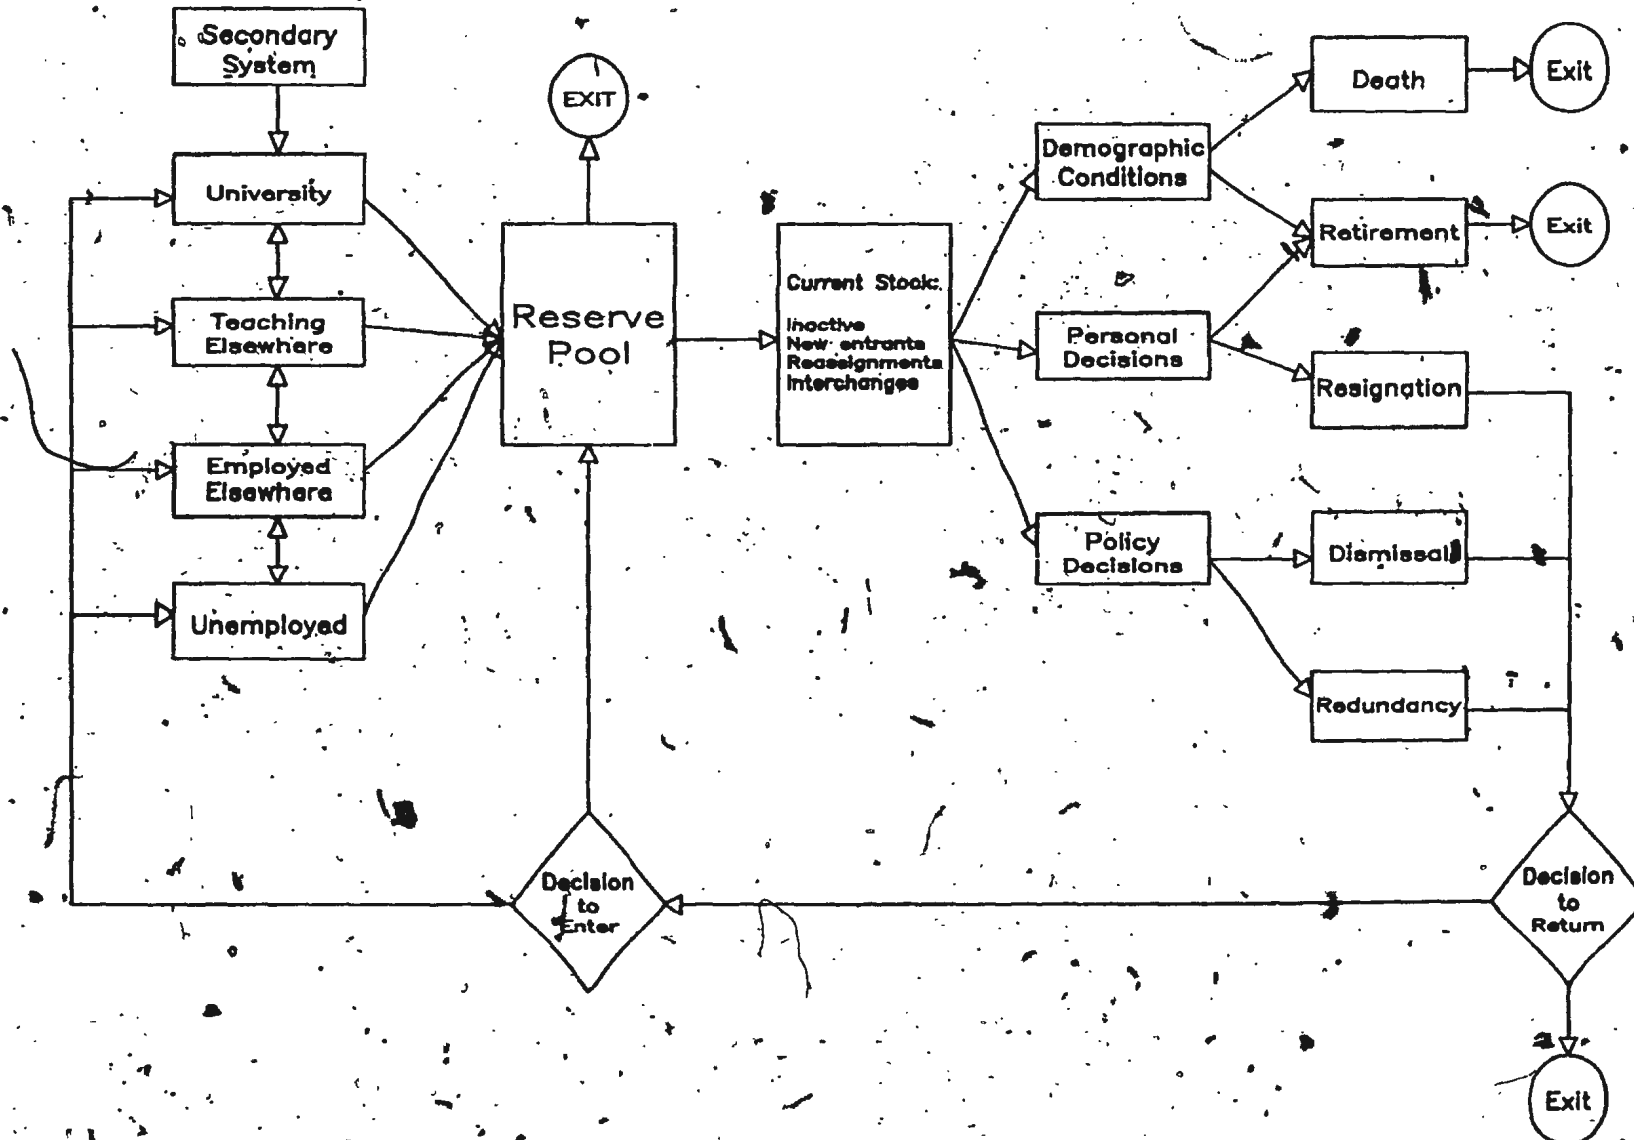 Secondary
System
University
Teaching
Elsewhere
Employed
Elsewhere
Unemployed
EXIT
Reserve
Pool
Current Stock:
Inactive
New entrants
Reassignments
Interchanges
Demographic
Conditions
Personal
Decisions
Policy
Decisions
Death
Exit
Retirement
Exit
Resignation
Dismissal
Redundancy
Decision
to
Enter
Decision
to
Return
Exit